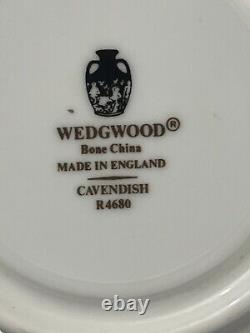 WEDGWOOD®
Bone China
MADE IN ENGLAND
CAVENDISH
R4680